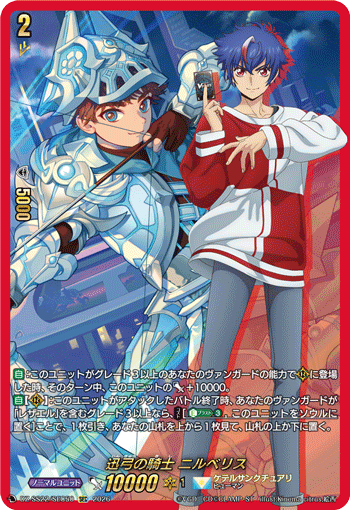 2
5000
自:このユニットがグレード3以上のあなたのヴァンガードの能力でRに登場
した時、そのターン中、このユニットの+10000。
自【R】:このユニットがアタックしたバトル終了時、あなたのヴァンガードが
「レザエル」を含むグレード3以上なら、【プラスト3，このユニットをソウルに
置く】ことで、1枚引き、あなたの山札を上から1枚見て、山札の上か下に置く。
迅弓の騎士 ニルベリス
ノーマルユニット
10000
1
ケテルサンクチュアリ
ヒューマン
2026